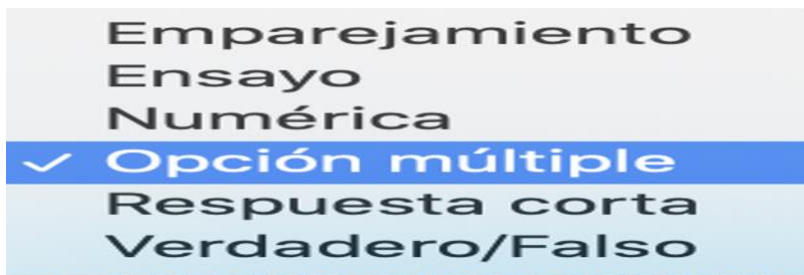 Emparejamiento
Ensayo
Numérica
✓ Opción múltiple
Respuesta corta
Verdadero/Falso